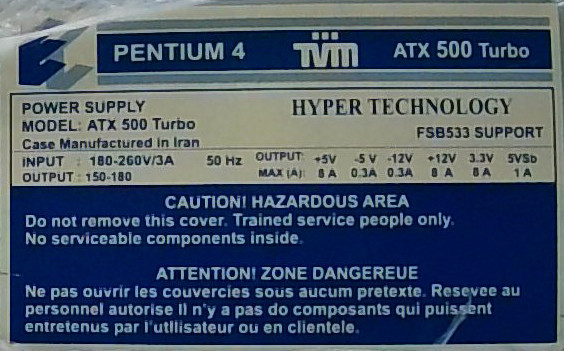 PENTIUM 4 TVM ATX 500 Turbo
POWER SUPPLY HYPER TECHNOLOGY
MODEL: ATX 500 Turbo FSB533 SUPPORT
Case Manufactured In Iran
INPUT : 180-260V/3A 50 Hz OUTPUT: +5V -5 V -12V +12V 3.3V 5VSb
OUTPUT : 150-180 MAX (A): 8 A 0.3A 0.3A 8 A 8 A 1 A
CAUTION! HAZARDOUS AREA
Do not remove this cover. Trained service people only.
No serviceable components inside.
ATTENTION! ZONE DANGEREUE
Ne pas ouvrir les couvercies sous aucum pretexte. Resevee au
personnel autorise Il n'y a pas do composants qui puissent
entretenus par l'utllisateur ou en clientele.